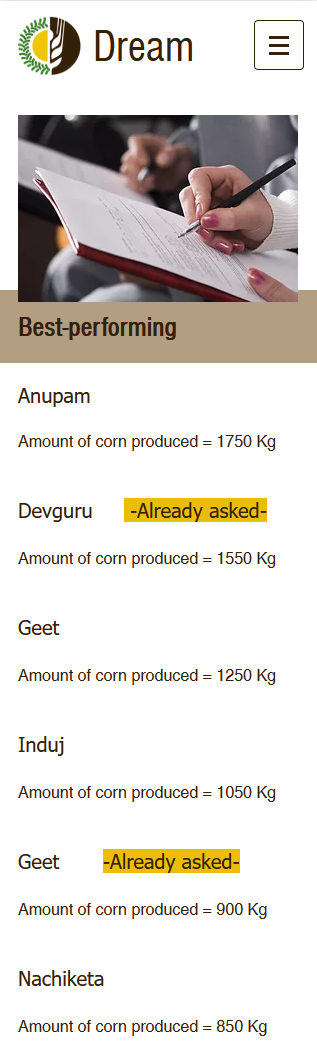 Dream
Best-performing
Anupam
Amount of corn produced = 1750 Kg
Devguru -Already asked-
Amount of corn produced = 1550 Kg
Geet
Amount of corn produced = 1250 Kg
Induj
Amount of corn produced = 1050 Kg
Geet -Already asked-
Amount of corn produced = 900 Kg
Nachiketa
Amount of corn produced = 850 Kg